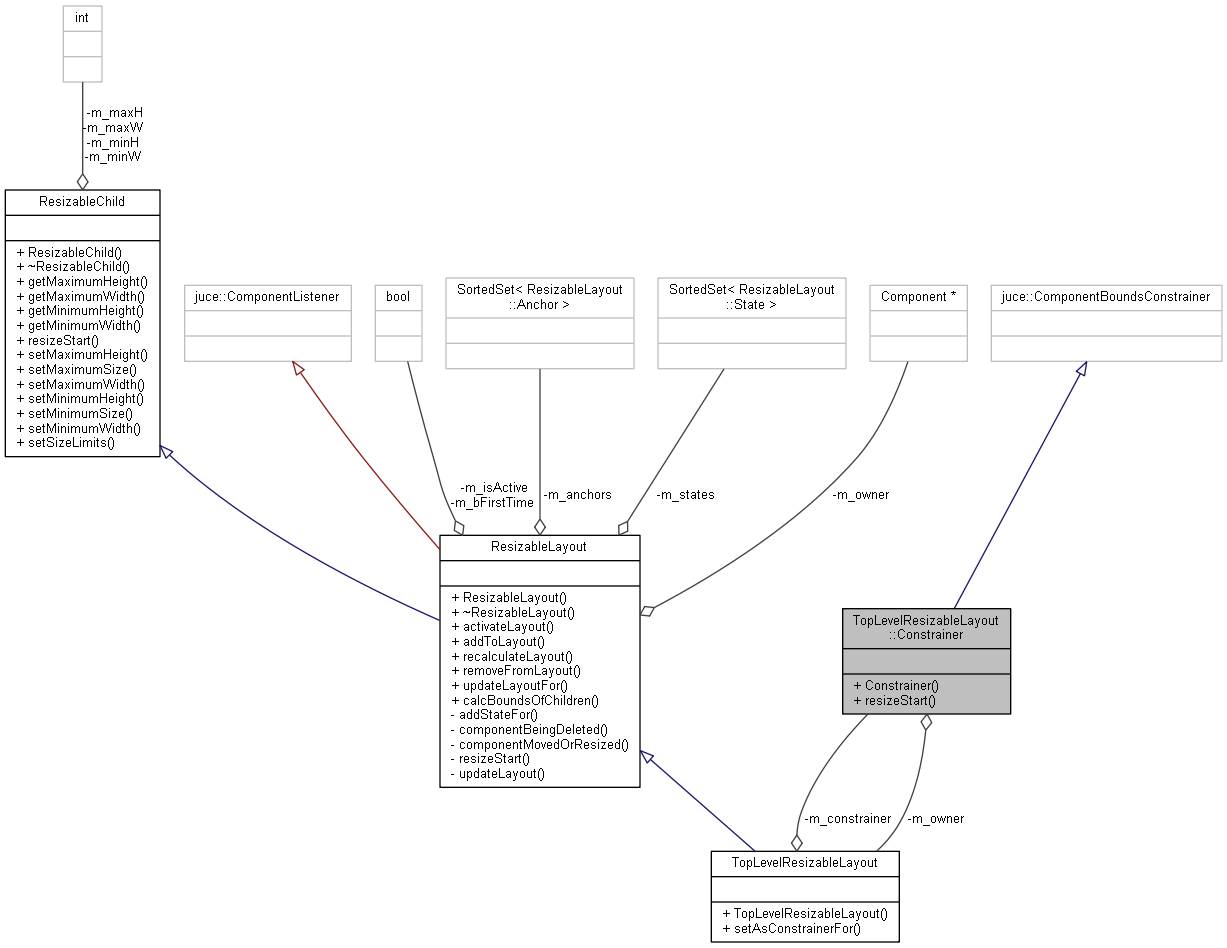 int
-m_maxH
-m_maxW
-m_minH
-m_minW
ResizableChild
+ ResizableChild()
+ ~ResizableChild()
+ getMaximumHeight()
+ getMaximumWidth()
+ getMinimumHeight()
+ getMinimumWidth()
+ resizeStart()
+ setMaximumHeight()
+ setMaximumSize()
+ setMaximumWidth()
+ setMinimumHeight()
+ setMinimumSize()
+ setMinimumWidth()
+ setSizeLimits()
juce::ComponentListener
bool
SortedSet< ResizableLayout
::Anchor >
SortedSet< ResizableLayout
::State >
Component *
juce::ComponentBoundsConstrainer
-m_isActive
-m_bFirstTime
-m_anchors
-m_states
-m_owner
ResizableLayout
+ ResizableLayout()
+ ~ResizableLayout()
+ activateLayout()
+ addToLayout()
+ recalculateLayout()
+ removeFromLayout()
+ updateLayoutFor()
+ calcBoundsOfChildren()
- addStateFor()
- componentBeingDeleted()
- componentMovedOrResized()
- resizeStart()
- updateLayout()
TopLevelResizableLayout
::Constrainer
+ Constrainer()
+ resizeStart()
-m_constrainer
-m_owner
TopLevelResizableLayout
+ TopLevelResizableLayout()
+ setAsConstrainerFor()